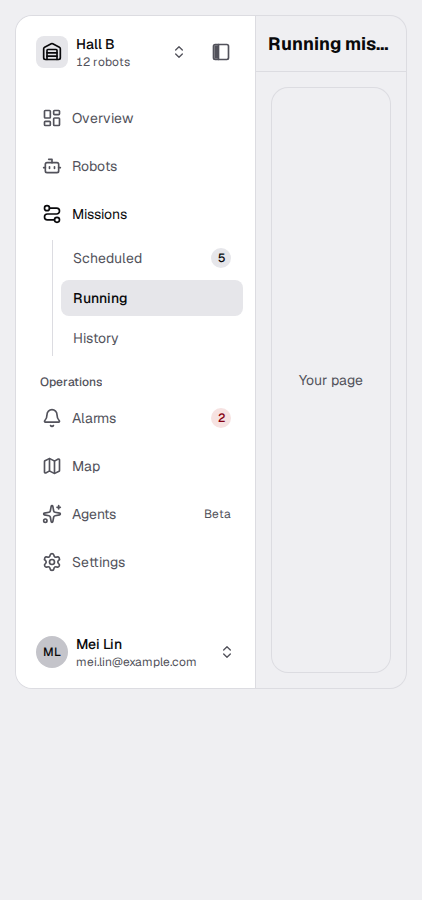 Hall B
12 robots
Running mis...
Overview
Robots
Missions
Scheduled 5
Running
History
Operations
Alarms 2
Map
Agents Beta
Settings
Your page
ML
Mei Lin
mei.lin@example.com